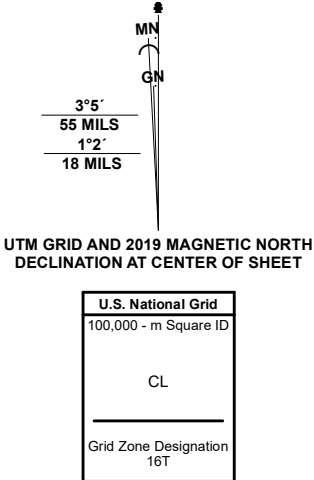 MN
GN
3°5´
55 MILS
1°2´
18 MILS
UTM GRID AND 2019 MAGNETIC NORTH
DECLINATION AT CENTER OF SHEET
U.S. National Grid
100,000 - m Square ID
CL
Grid Zone Designation
16T